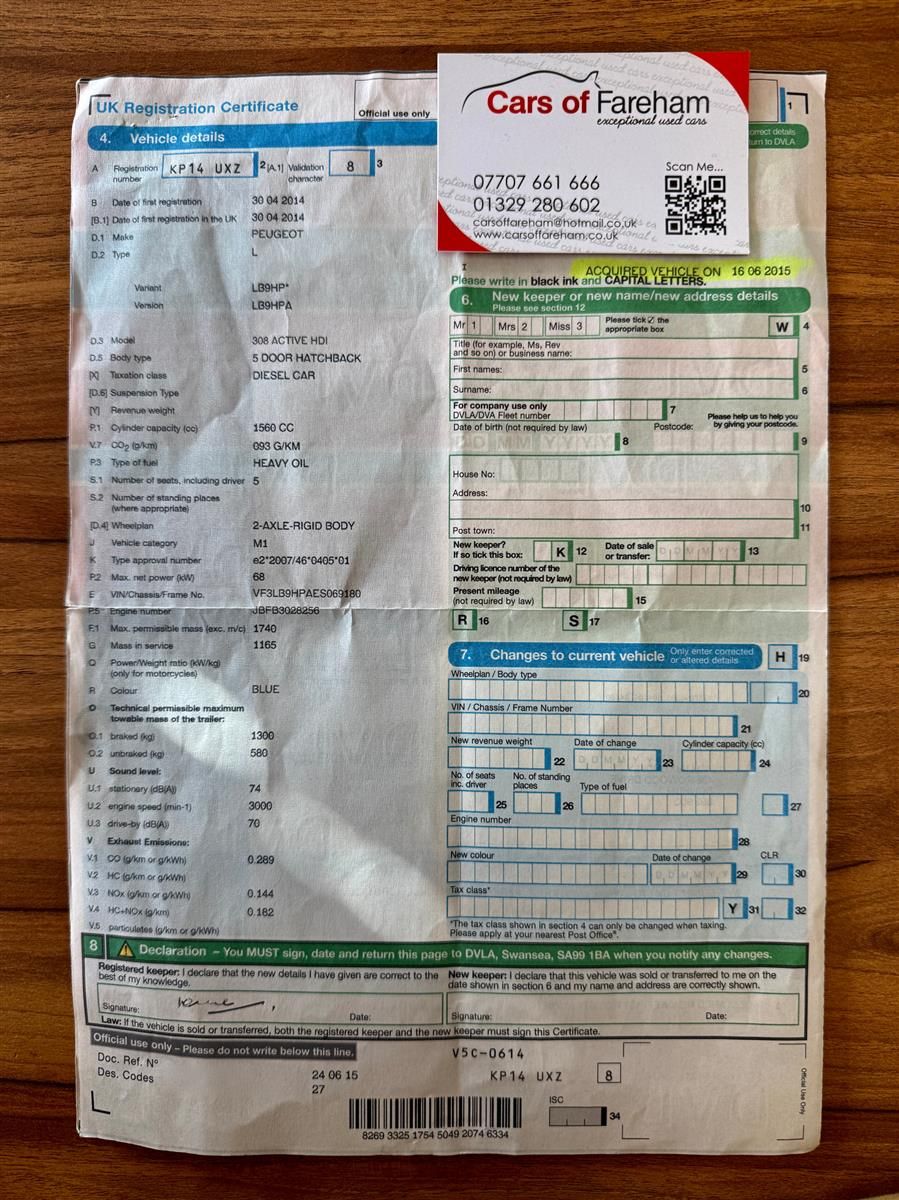 UK Registration Certificate
Official use only
1
4. Vehicle details
A Registration number KP14 UXZ 2 [A.1] Validation character 8 3
B Date of first registration 30 04 2014
[B.1] Date of first registration in the UK 30 04 2014
D.1 Make PEUGEOT
D.2 Type L
Variant LB9HP*
Version LB9HPA
D.3 Model 308 ACTIVE HDI
D.5 Body type 5 DOOR HATCHBACK
[X] Taxation class DIESEL CAR
[D.6] Suspension Type
[Y] Revenue weight
P.1 Cylinder capacity (cc) 1560 CC
V.7 CO2 (g/km) 093 G/KM
P.3 Type of fuel HEAVY OIL
S.1 Number of seats, including driver 5
S.2 Number of standing places
(where appropriate)
[D.4] Wheelplan 2-AXLE-RIGID BODY
J Vehicle category M1
K Type approval number e2*2007/46*0405*01
P.2 Max. net power (kW) 68
E VIN/Chassis/Frame No. VF3LB9HPAES069180
P.5 Engine number JBFB3028256
F.1 Max. permissible mass (exc. m/c) 1740
G Mass in service 1165
Q Power/Weight ratio (kW/kg)
(only for motorcycles)
R Colour BLUE
O Technical permissible maximum
towable mass of the trailer:
O.1 braked (kg) 1300
O.2 unbraked (kg) 580
U Sound level:
U.1 stationary (dB(A)) 74
U.2 engine speed (min-1) 3000
U.3 drive-by (dB(A)) 70
V Exhaust Emissions:
V.1 CO (g/km or g/kWh) 0.289
V.2 HC (g/km or g/kWh)
V.3 NOx (g/km or g/kWh) 0.144
V.4 HC+NOx (g/km) 0.182
V.5 particulates (g/km or g/kWh)
Cars of Fareham
exceptional used cars
Scan Me...
07707 661 666
01329 280 602
carsoffareham@hotmail.co.uk
www.carsoffareham.co.uk
correct details
to DVLA
ACQUIRED VEHICLE ON 16 06 2015
Please write in black ink and CAPITAL LETTERS.
6. New keeper or new name/new address details
Please see section 12
Mr 1 Mrs 2 Miss 3 Please tick ☑ the appropriate box W 4
Title (for example, Ms, Rev
and so on) or business name:
First names: 5
Surname: 6
For company use only
DVLA/DVA Fleet number 7
Please help us to help you
by giving your postcode.
Date of birth (not required by law) 8 Postcode: 9
House No:
Address: 10
Post town: 11
New keeper?
If so tick this box: K 12 Date of sale or transfer: D D M M Y Y 13
Driving licence number of the
new keeper (not required by law)
Present mileage
(not required by law) 15
R 16 S 17
7. Changes to current vehicle Only enter corrected or altered details H 19
Wheelplan / Body type 20
VIN / Chassis / Frame Number 21
New revenue weight 22 Date of change D D M M Y Y 23 Cylinder capacity (cc) 24
No. of seats inc. driver 25 No. of standing places 26 Type of fuel 27
Engine number 28
New colour Date of change D D M M Y Y 29 CLR 30
Tax class* Y 31 32
*The tax class shown in section 4 can only be changed when taxing.
Please apply at your nearest Post Office®.
8 Declaration – You MUST sign, date and return this page to DVLA, Swansea, SA99 1BA when you notify any changes.
Registered keeper: I declare that the new details I have given are correct to the
best of my knowledge.
Signature: Date:
New keeper: I declare that this vehicle was sold or transferred to me on the
date shown in section 6 and my name and address are correctly shown.
Signature: Date:
Law: If the vehicle is sold or transferred, both the registered keeper and the new keeper must sign this Certificate.
Official use only – Please do not write below this line.
Doc. Ref. Nº 24 06 15
Des. Codes 27
V5C-0614
KP14 UXZ 8
ISC 34
8269 3325 1754 5049 2074 6334
Official Use Only